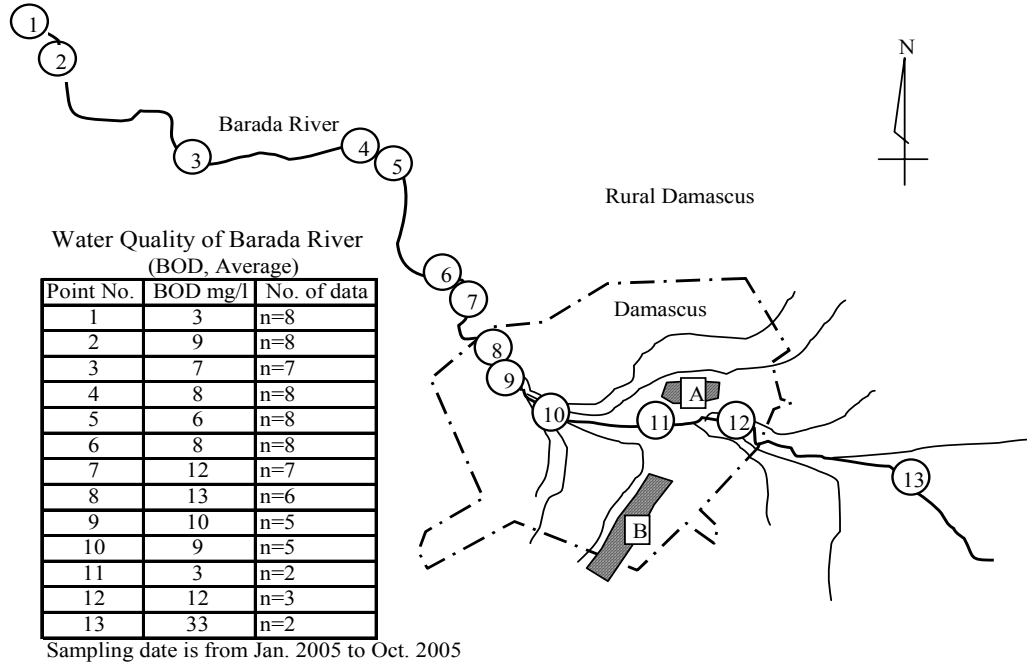 1
2
N
Barada River
3
4
5
Rural Damascus
Water Quality of Barada River
(BOD, Average)
Point No. BOD mg/l No. of data
1 3 n=8
2 9 n=8
3 7 n=7
4 8 n=8
5 6 n=8
6 8 n=8
7 12 n=7
8 13 n=6
9 10 n=5
10 9 n=5
11 3 n=2
12 12 n=3
13 33 n=2
Sampling date is from Jan. 2005 to Oct. 2005
6
7
Damascus
8
9
A
10
11
12
13
B